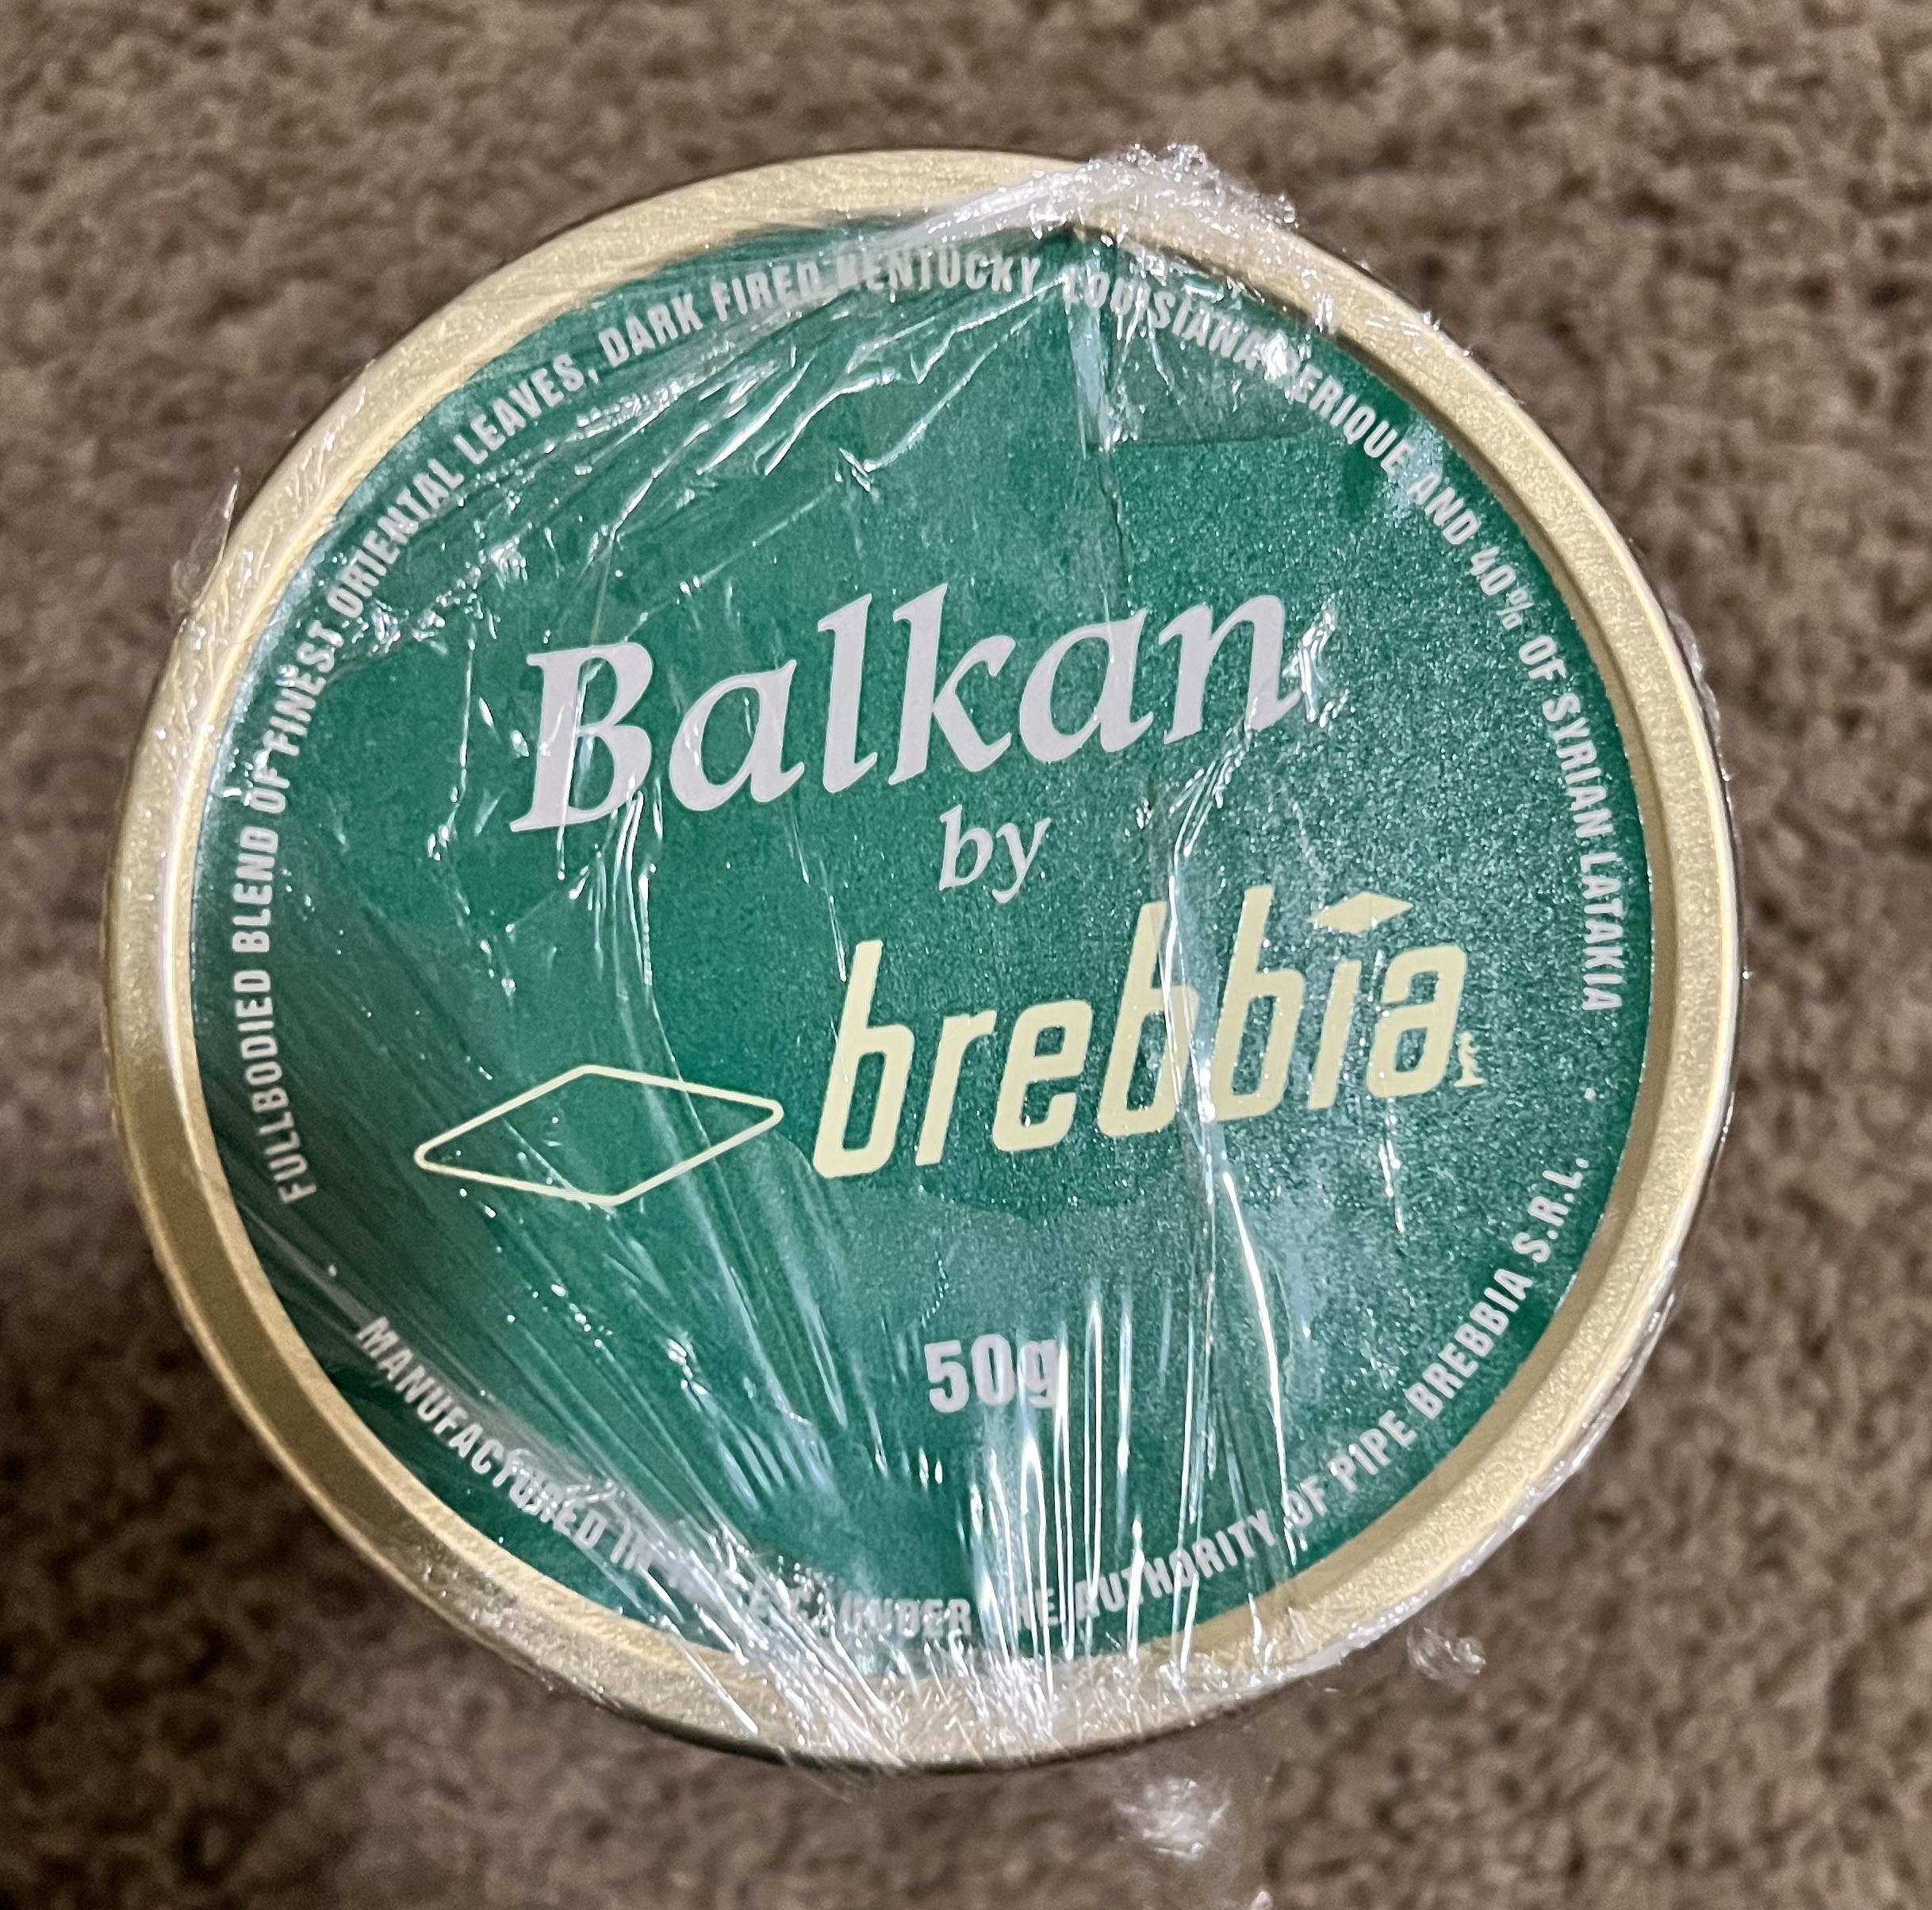 FULLBODIED BLEND OF FINEST ORIENTAL LEAVES, DARK FIRED KENTUCKY, LOUISIANA PERIQUE AND 40% OF SYRIAN LATAKIA
Balkan
by
brebbia
50g
MANUFACTURED IN E.C. UNDER THE AUTHORITY OF PIPE BREBBIA S.R.L.